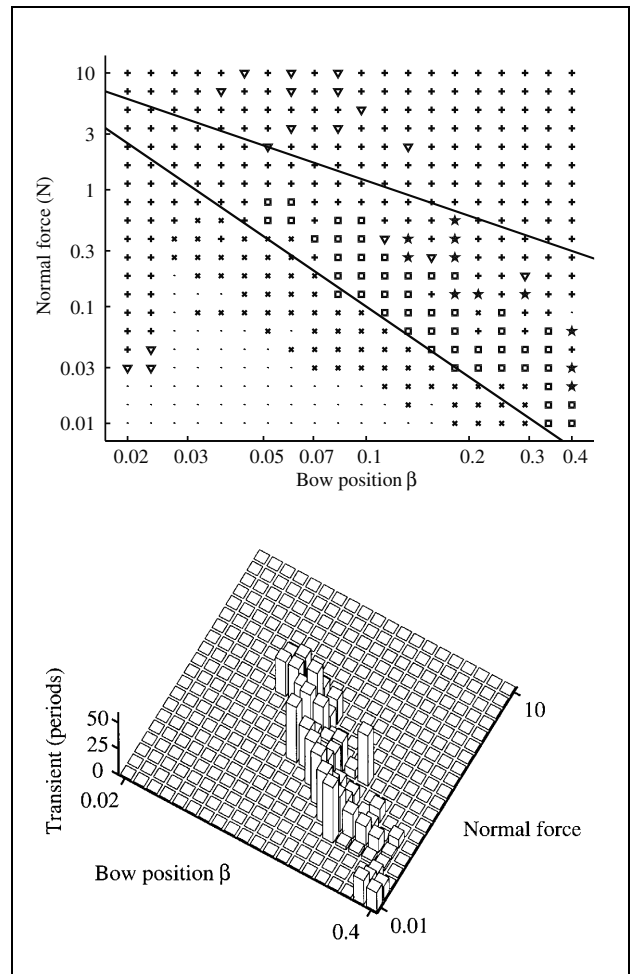 10
3
1
0.3
0.1
0.03
0.01
Normal force (N)
0.02 0.03 0.05 0.07 0.1 0.2 0.3 0.4
Bow position β
Transient (periods)
50
25
0
0.02
10
Normal force
Bow position β
0.4
0.01